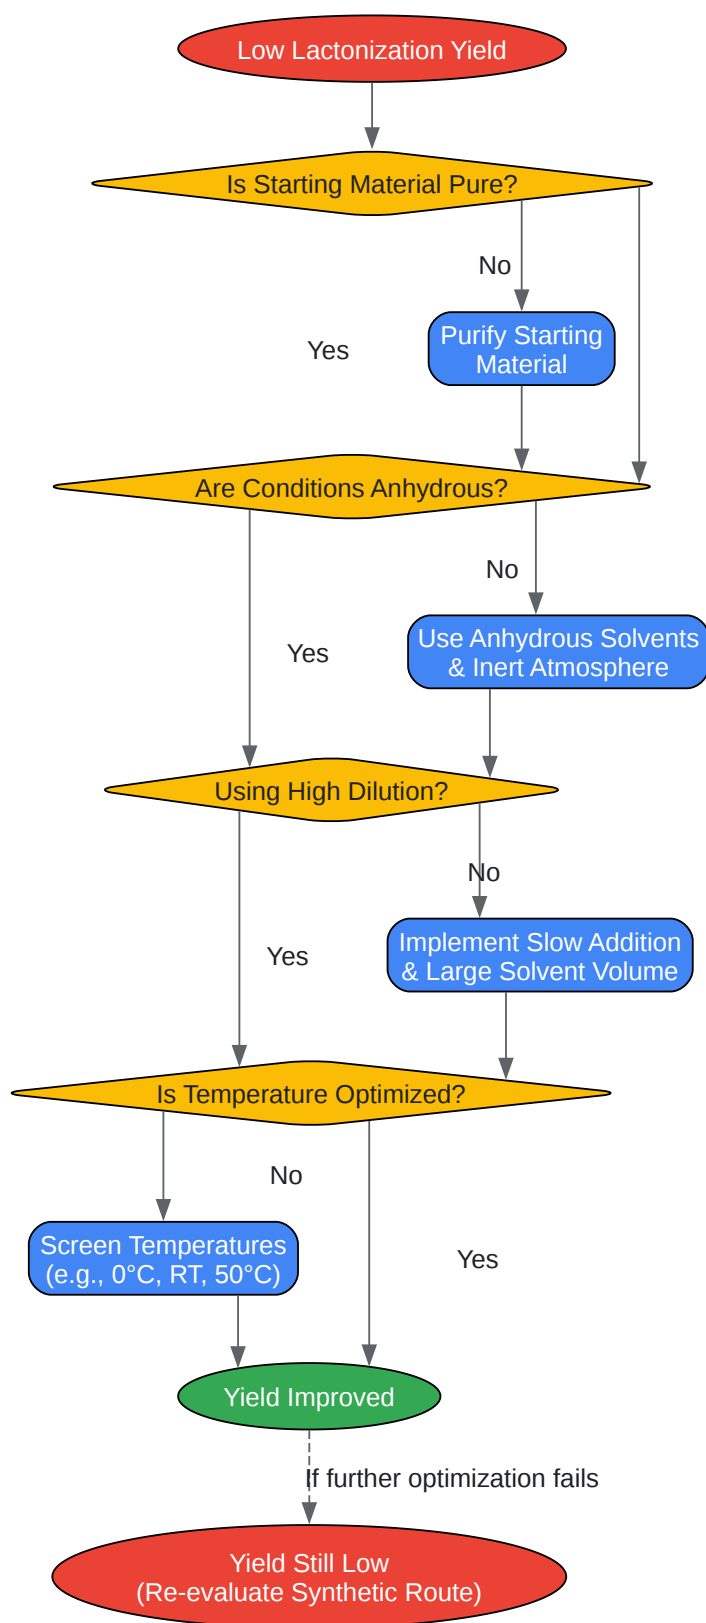 Low Lactonization Yield
Is Starting Material Pure?
No
Purify Starting
Material
Yes
Are Conditions Anhydrous?
No
Use Anhydrous Solvents
& Inert Atmosphere
Yes
Using High Dilution?
No
Implement Slow Addition
& Large Solvent Volume
Yes
Is Temperature Optimized?
No
Screen Temperatures
(e.g., 0°C, RT, 50°C)
Yes
Yield Improved
If further optimization fails
Yield Still Low
(Re-evaluate Synthetic Route)